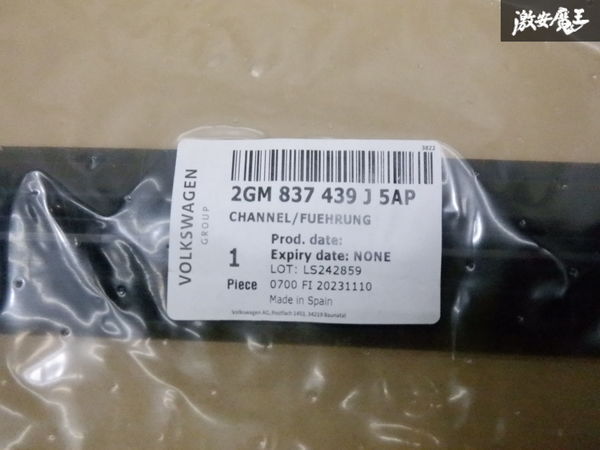 激安魔王
3822
VOLKSWAGEN
GROUP
2GM 837 439 J 5AP
CHANNEL/FUEHRUNG
1
Piece
Prod. date:
Expiry date: NONE
LOT: LS242859
0700 FI 20231110
Made in Spain
Volkswagen AG, Postfach 1451, 34219 Baunatal